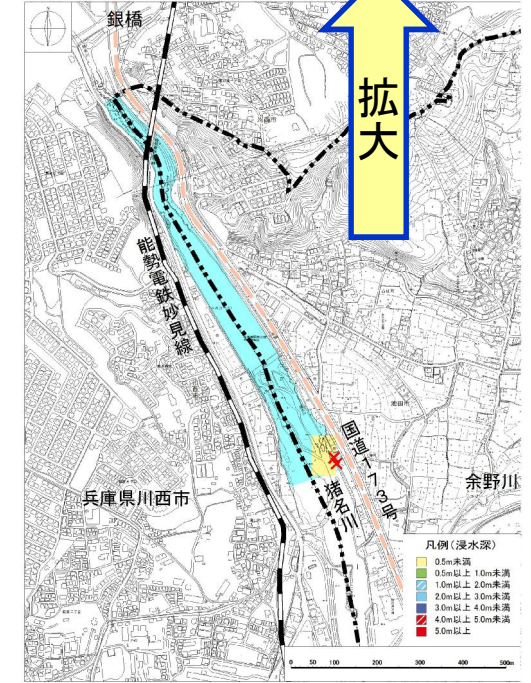 銀橋
拡大
能勢電鉄妙見線
国道173号
猪名川
余野川
兵庫県川西市
凡例(浸水深)
0.5m未満
0.5m以上 1.0m未満
1.0m以上 2.0m未満
2.0m以上 3.0m未満
3.0m以上 4.0m未満
4.0m以上 5.0m未満
5.0m以上
0 50 100 200 300 400 500m